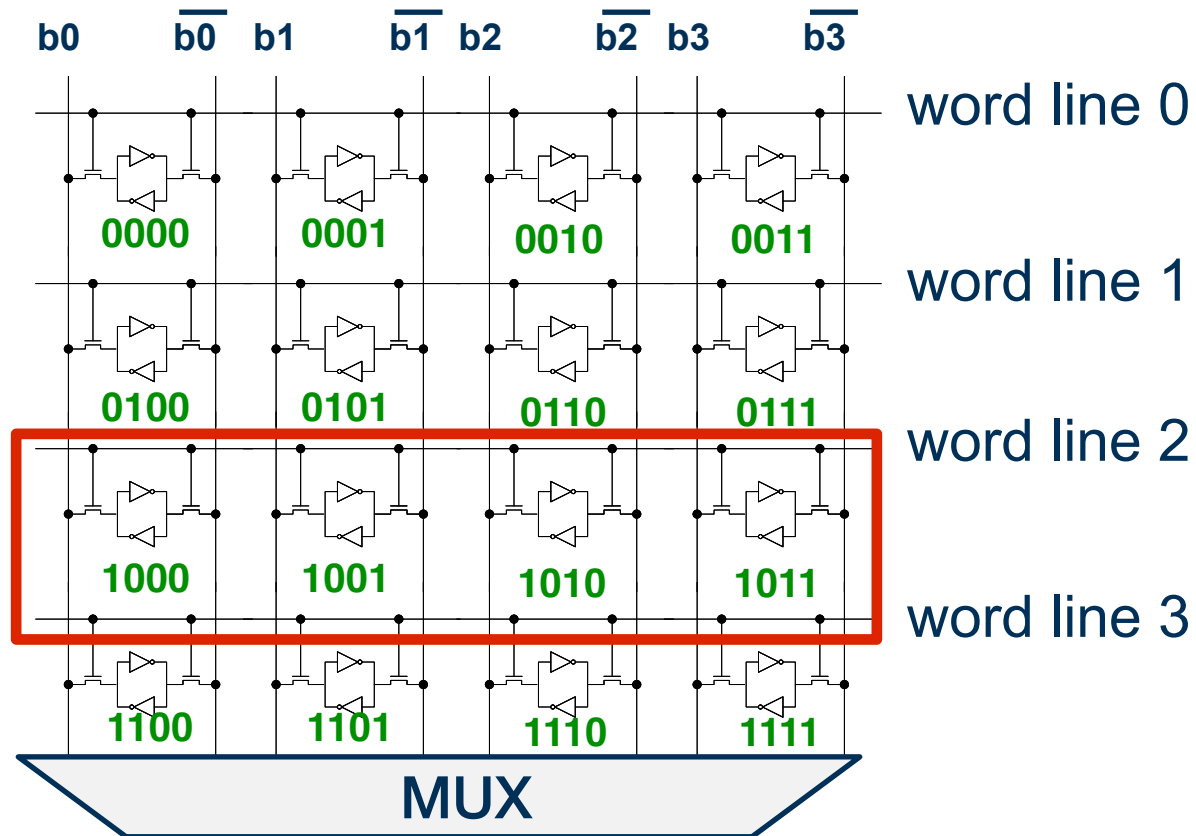 b0 b0 b1 b1 b2 b2 b3 b3
word line 0
0000 0001 0010 0011
word line 1
0100 0101 0110 0111
word line 2
1000 1001 1010 1011
word line 3
1100 1101 1110 1111
MUX